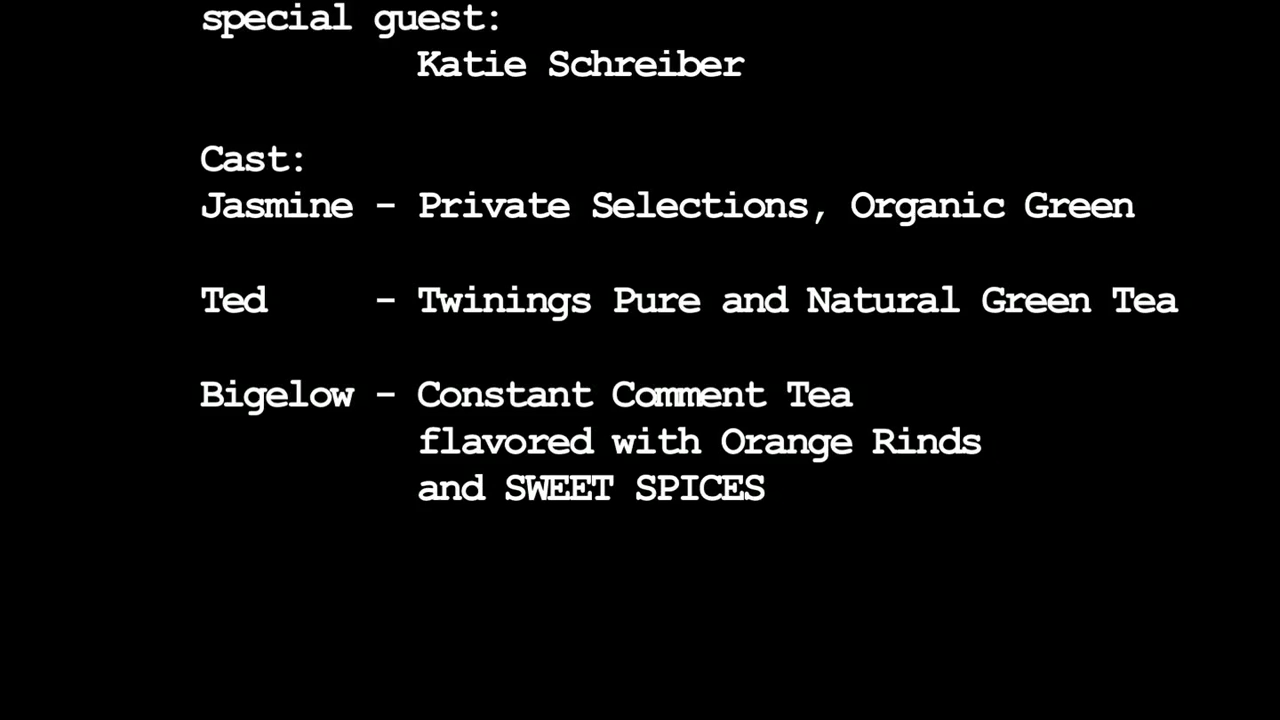 special guest:
Katie Schreiber
Cast:
Jasmine - Private Selections, Organic Green
Ted - Twinings Pure and Natural Green Tea
Bigelow - Constant Comment Tea
flavored with Orange Rinds
and SWEET SPICES